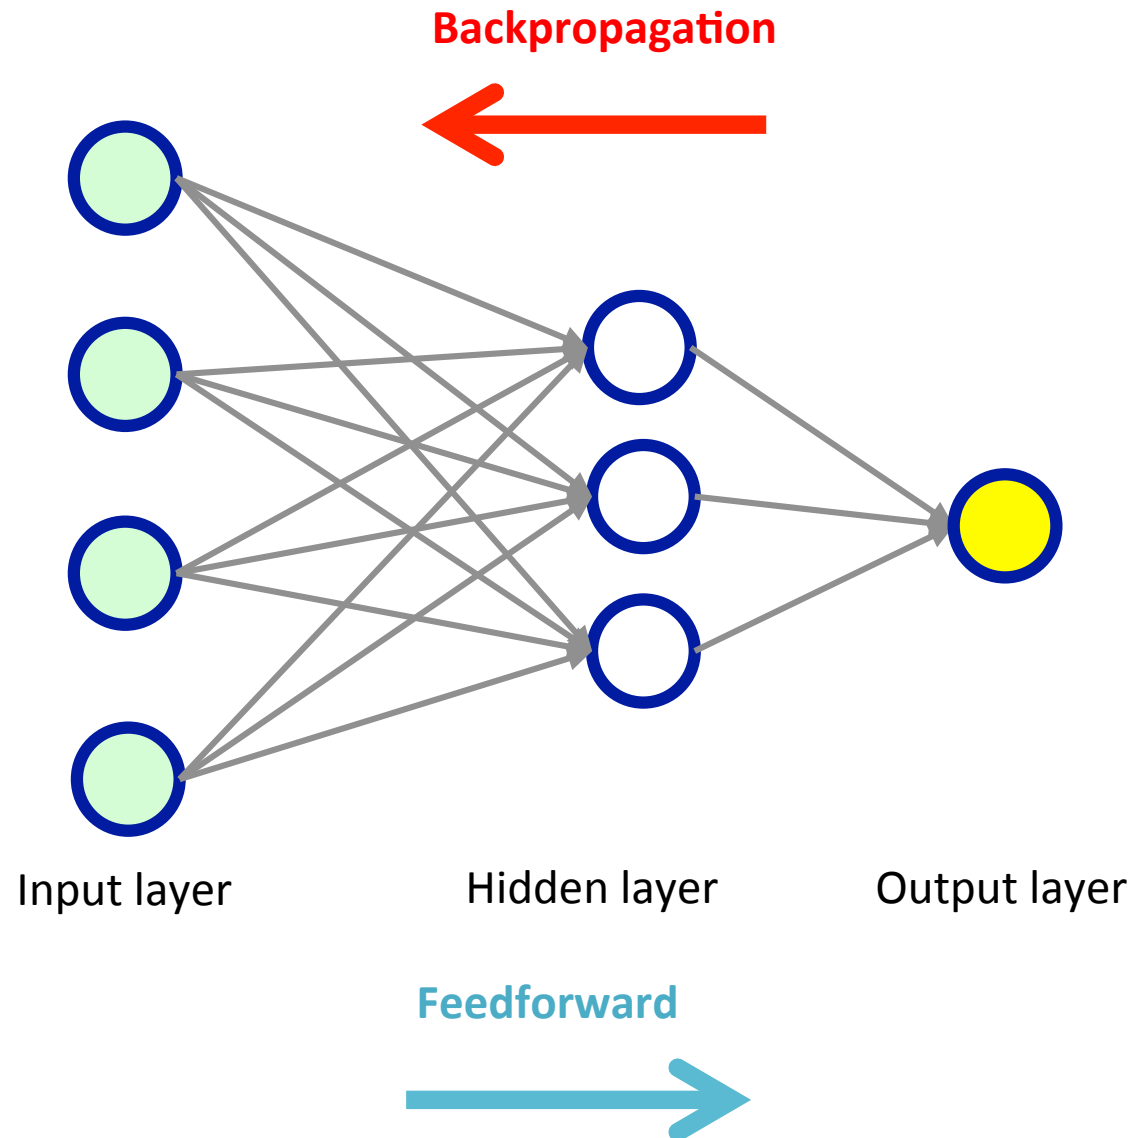 Backpropagation
Input layer
Hidden layer
Output layer
Feedforward